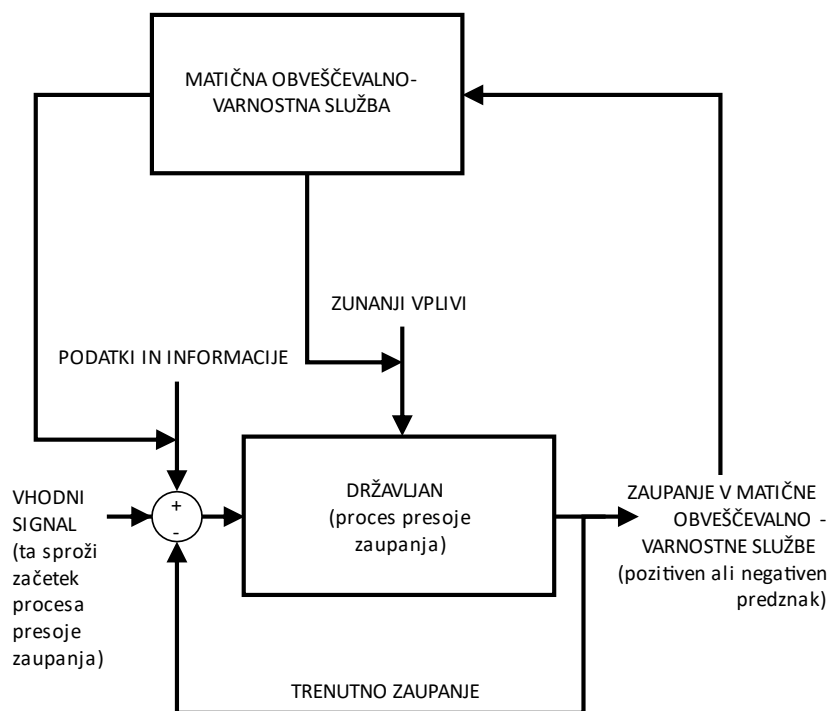 MATIČNA OBVEŠČEVALNO-
VARNOSTNA SLUŽBA
ZUNANJI VPLIVI
PODATKI IN INFORMACIJE
VHODNI
SIGNAL
(ta sproži
začetek
procesa
presoje
zaupanja)
+
-
DRŽAVLJAN
(proces presoje
zaupanja)
ZAUPANJE V MATIČNE
OBVEŠČEVALNO -
VARNOSTNE SLUŽBE
(pozitiven ali negativen
predznak)
TRENUTNO ZAUPANJE